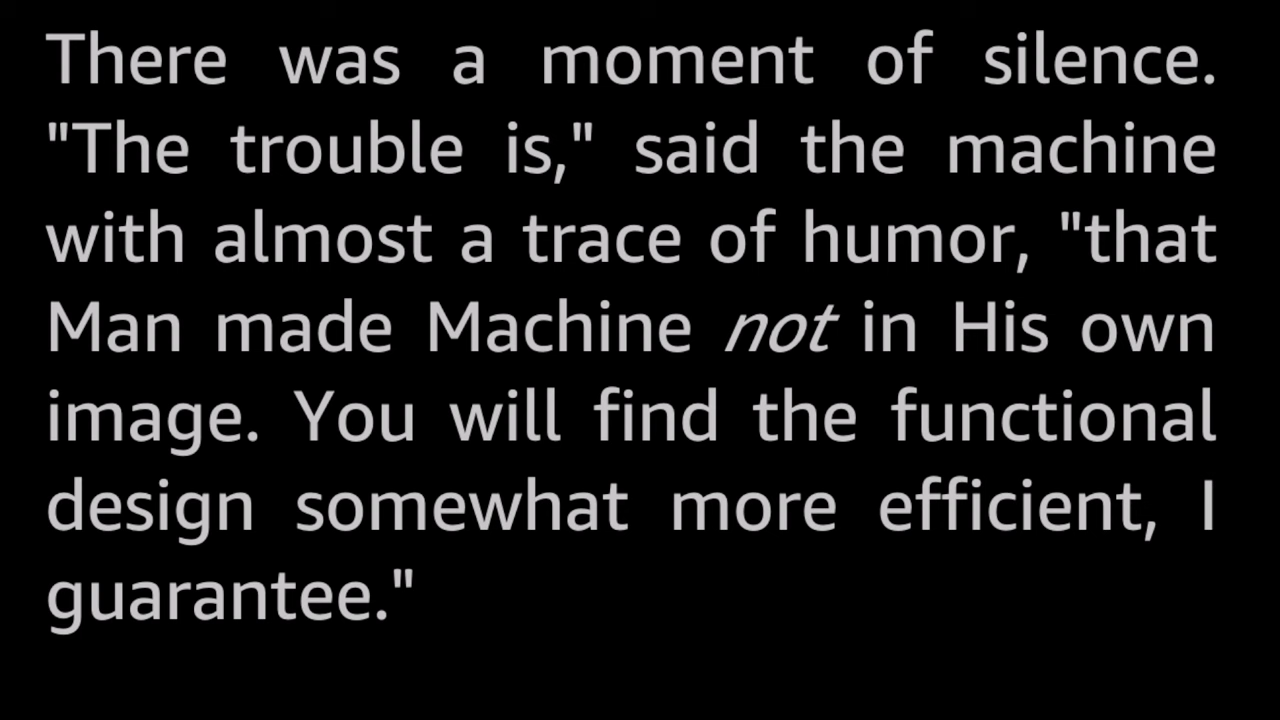 There was a moment of silence.
"The trouble is," said the machine
with almost a trace of humor, "that
Man made Machine not in His own
image. You will find the functional
design somewhat more efficient, I
guarantee."